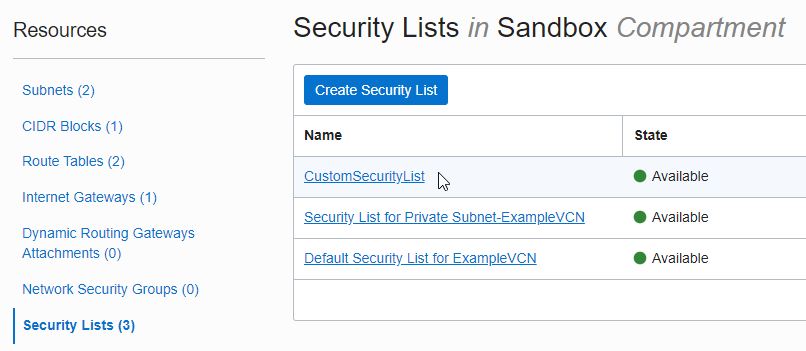 Resources
Subnets (2)
CIDR Blocks (1)
Route Tables (2)
Internet Gateways (1)
Dynamic Routing Gateways
Attachments (0)
Network Security Groups (0)
Security Lists (3)
Security Lists in Sandbox Compartment
Create Security List
Name State
CustomSecurityList Available
Security List for Private Subnet-ExampleVCN Available
Default Security List for ExampleVCN Available